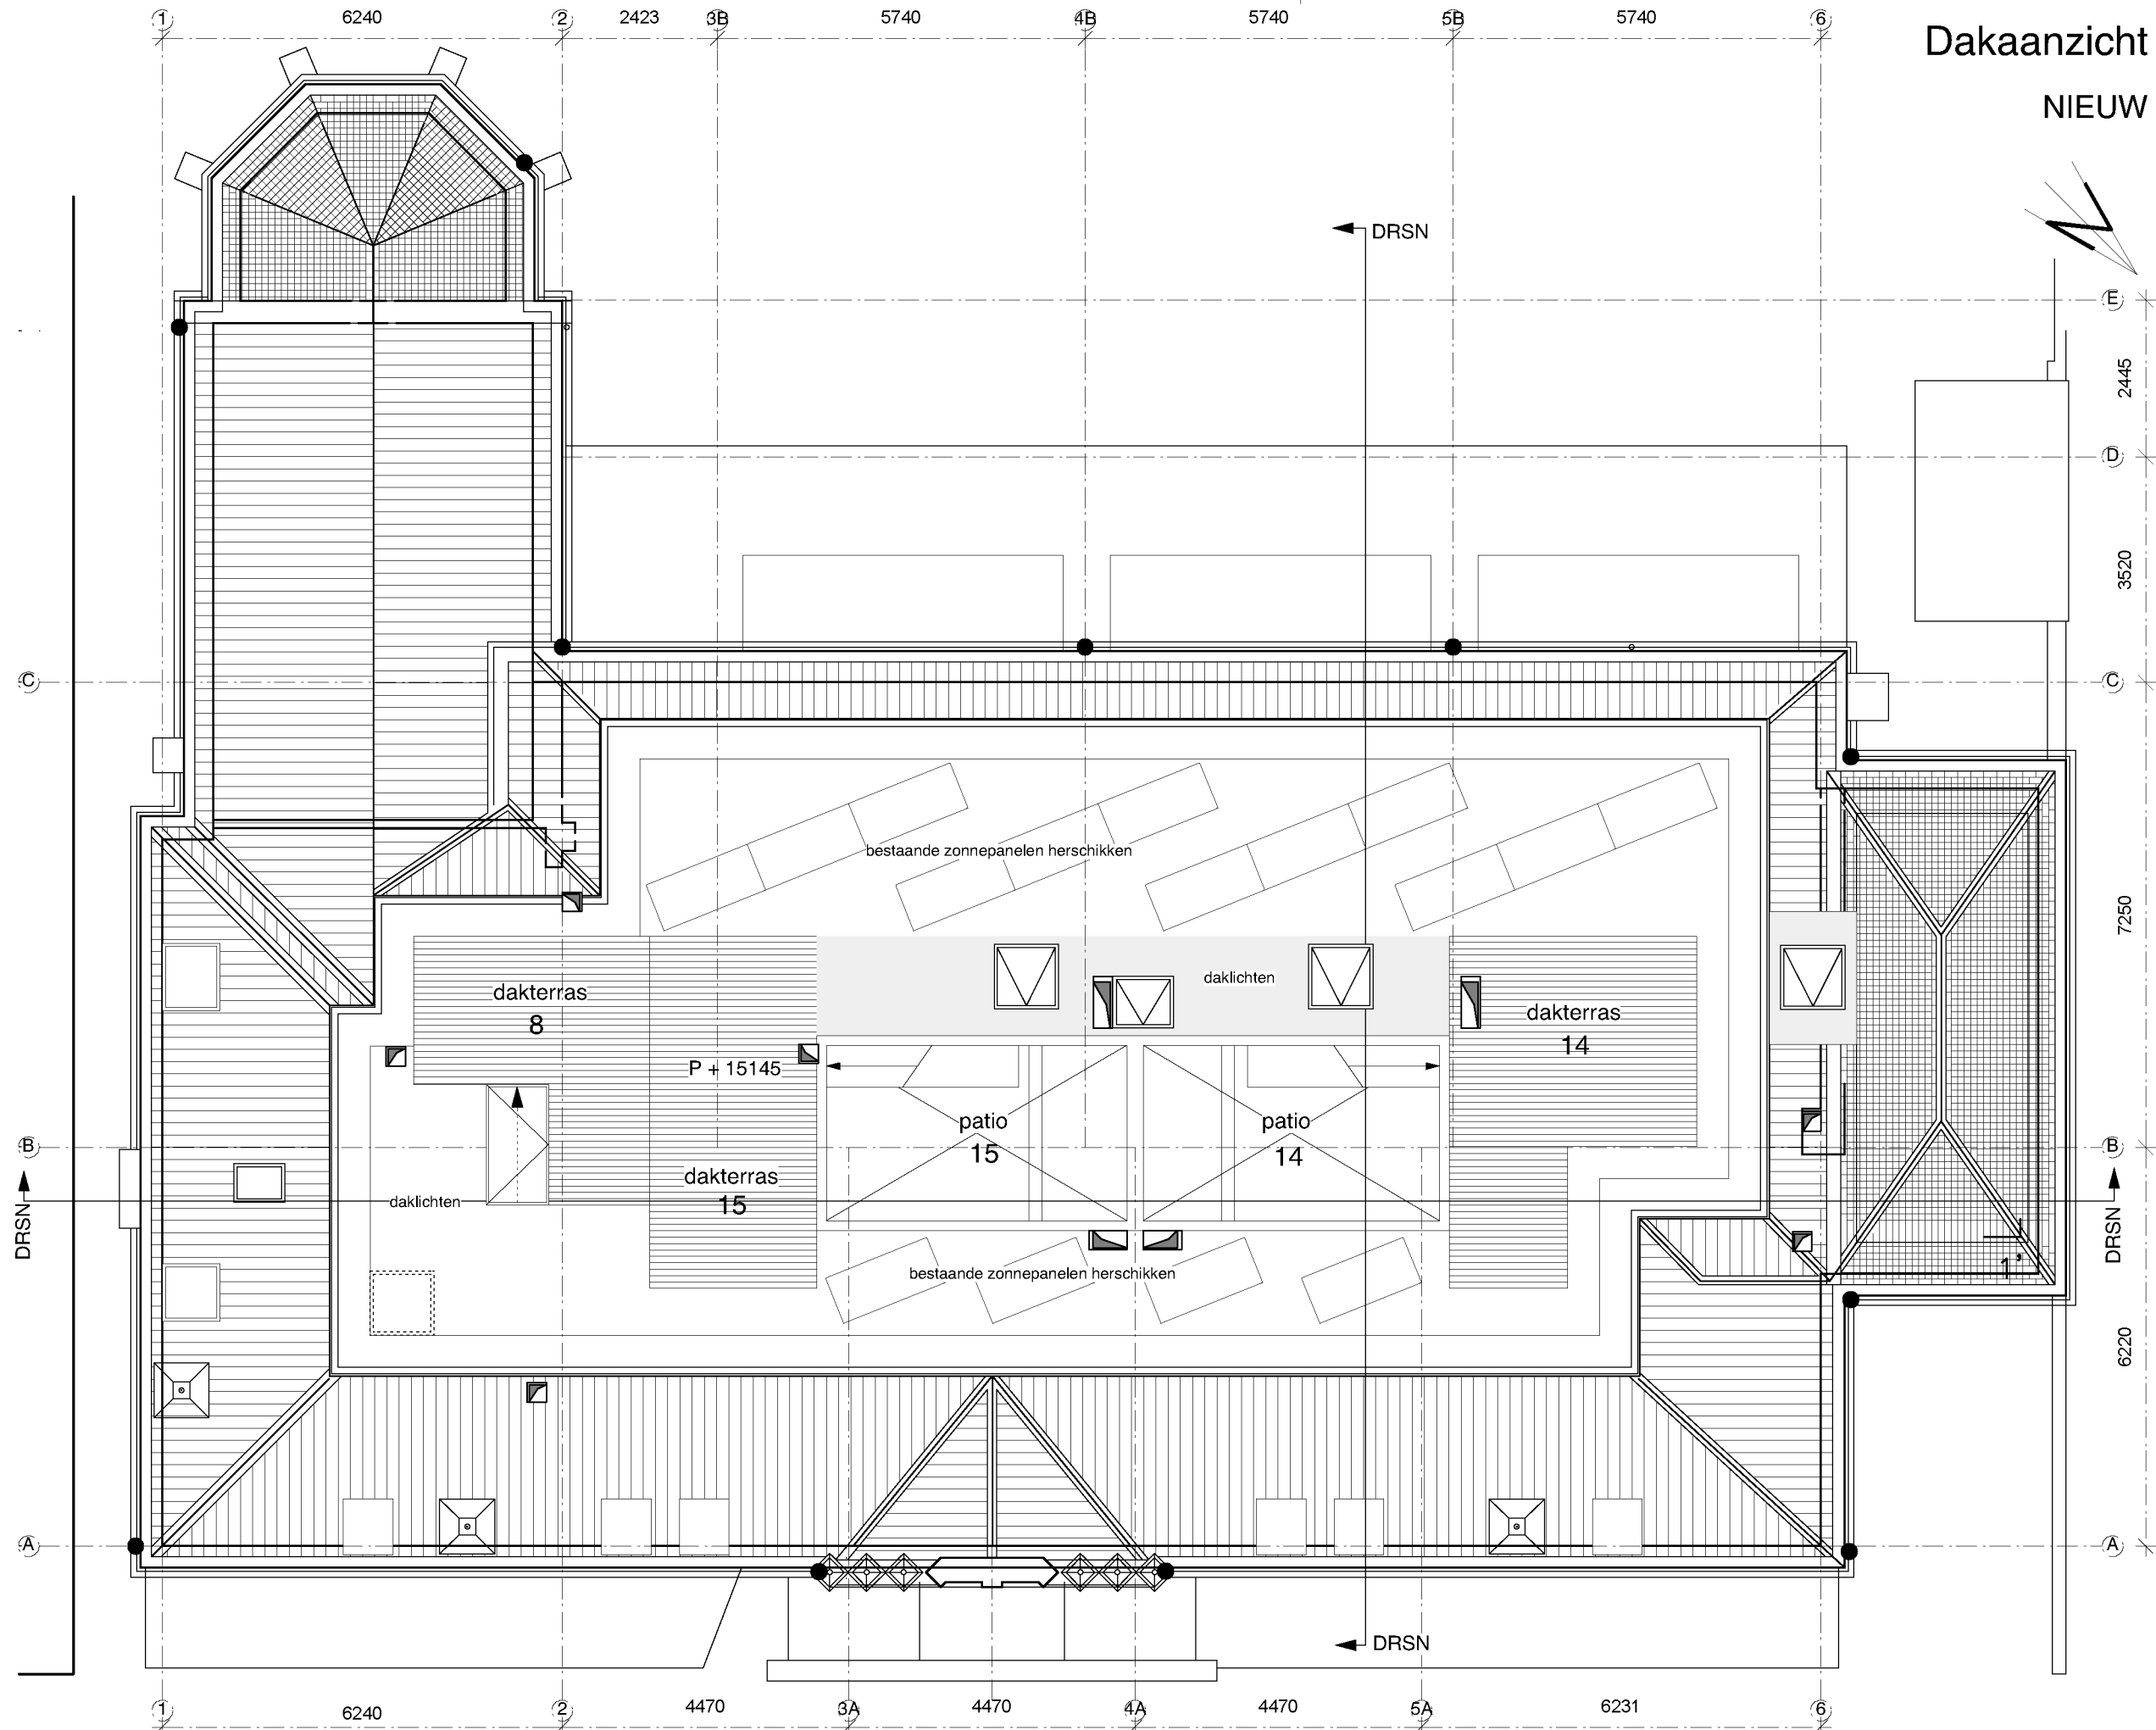 1 6240 2 2423 3B 5740 4B 5740 5B 5740 6
Dakaanzicht
NIEUW
DRSN
E
2445
D
3520
C C
7250
bestaande zonnepanelen herschikken
daklichten
dakterras
8
dakterras
14
P + 15145
patio
15
patio
14
B B
dakterras
15
daklichten
DRSN DRSN
1'
bestaande zonnepanelen herschikken
6220
A A
DRSN
1 6240 2 4470 3A 4470 4A 4470 5A 6231 6